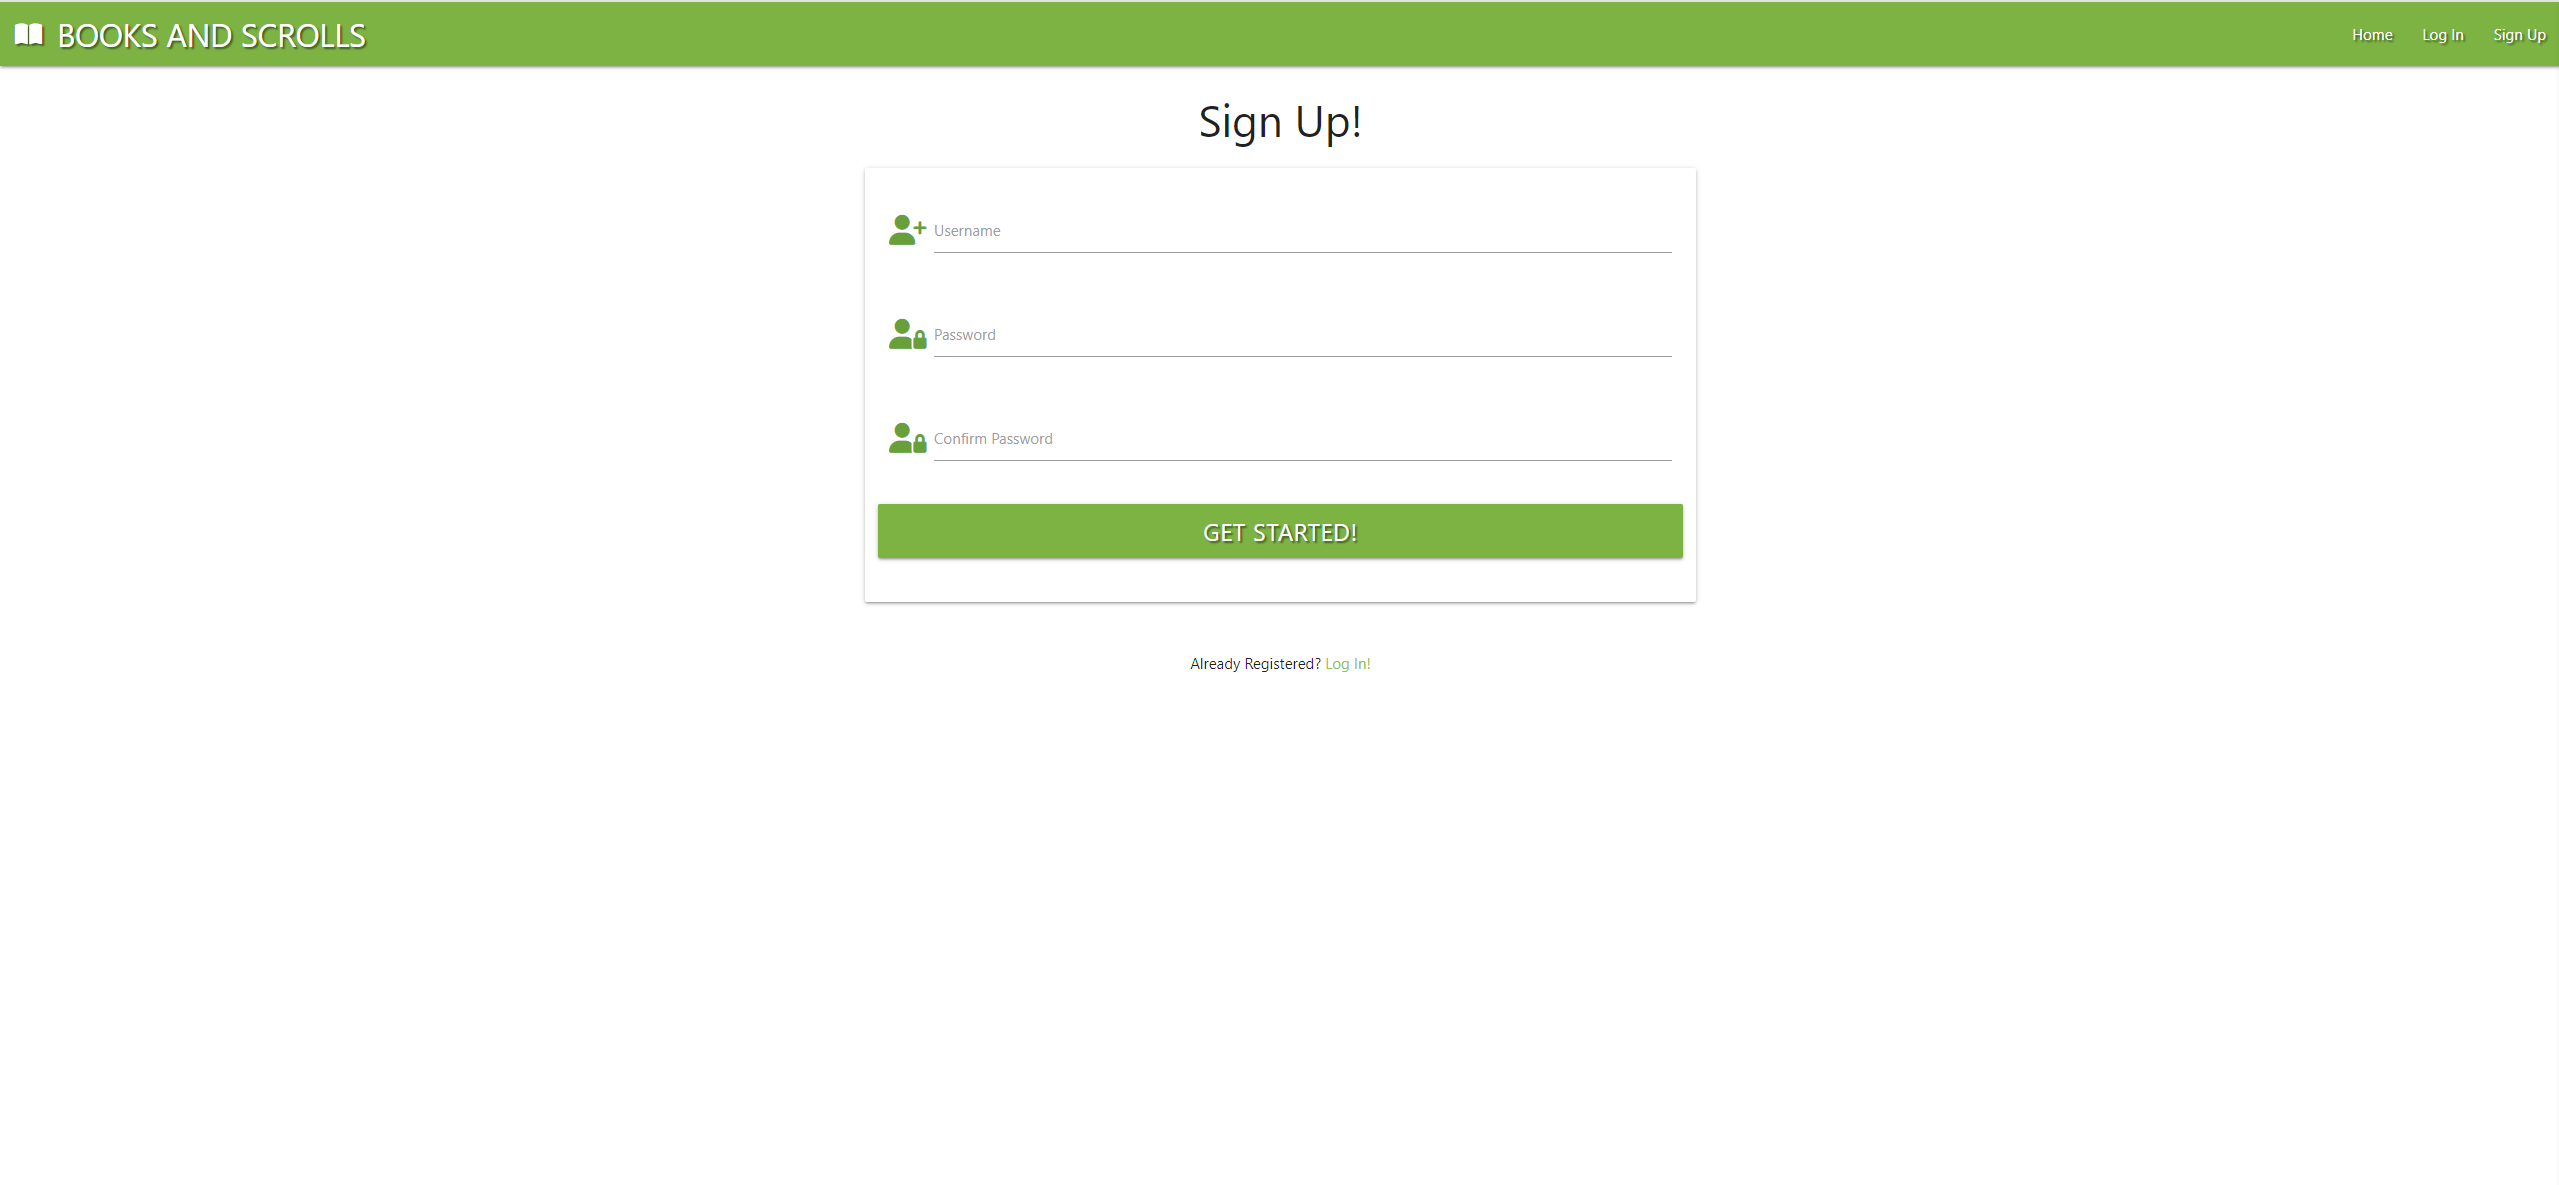 BOOKS AND SCROLLS
Home Log In Sign Up
Sign Up!
Username
Password
Confirm Password
GET STARTED!
Already Registered? Log In!